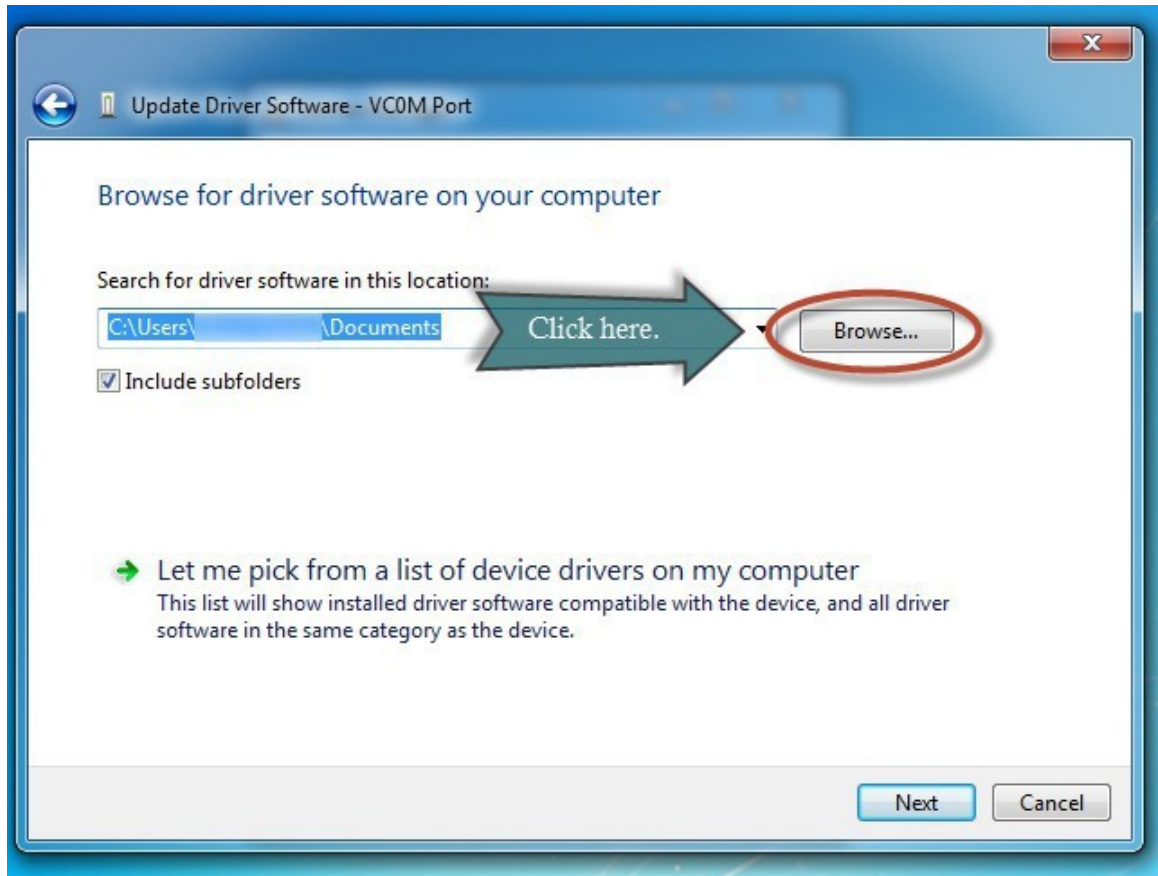 X
Update Driver Software - VC0M Port
Browse for driver software on your computer
Search for driver software in this location:
C:\Users\ \Documents
Click here.
Browse...
Include subfolders
Let me pick from a list of device drivers on my computer
This list will show installed driver software compatible with the device, and all driver
software in the same category as the device.
Next
Cancel